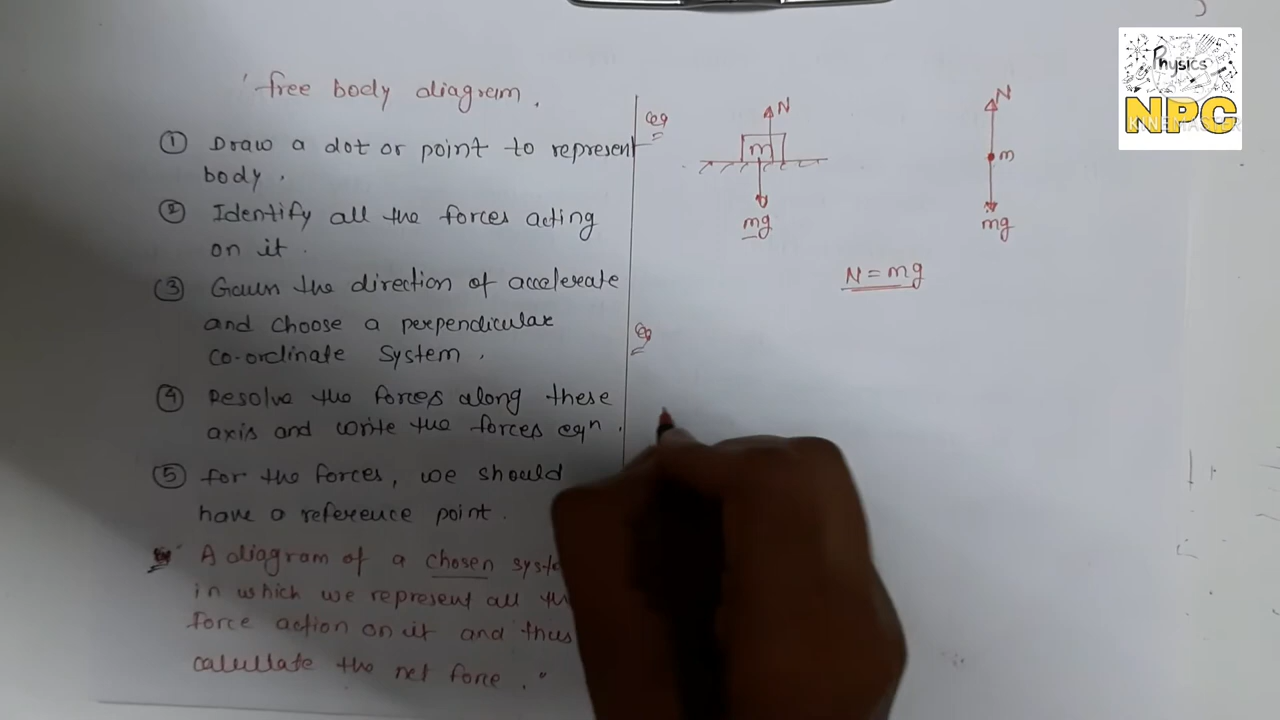 free body diagram.
① Draw a dot or point to represent
body.
② Identify all the forces acting
on it.
③ the direction of accelerate
and choose a perpendicular
co-ordinate system.
④ Resolve the forces along these
axis and write the forces eqn.
⑤ for the forces, we should
have a reference point.
" A diagram of a chosen
in which we represent all
force action on it and thus
calullate the net force. "
eg
N
m
mg
N
m
mg
N = mg
eg
Physics
NPC